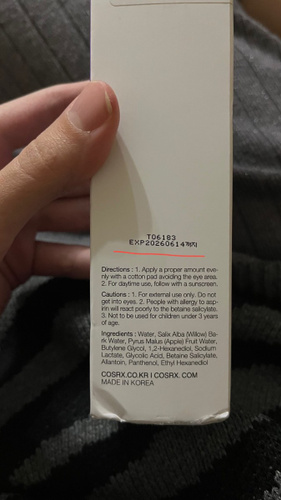 T06183
EXP20260614까지
Directions : 1. Apply a proper amount eve-
nly with a cotton pad avoiding the eye area.
2. For daytime use, follow with a sunscreen.
Cautions : 1. For external use only. Do not
get into eyes. 2. People with allergy to asp-
irin will react poorly to the betaine salicylate.
3. Not to be used for children under 3 years
of age.
Ingredients : Water, Salix Alba (Willow) Ba-
rk Water, Pyrus Malus (Apple) Fruit Water,
Butylene Glycol, 1,2-Hexanediol, Sodium
Lactate, Glycolic Acid, Betaine Salicylate,
Allantoin, Panthenol, Ethyl Hexanediol
COSRX.CO.KR I COSRX. COM
MADE IN KOREA